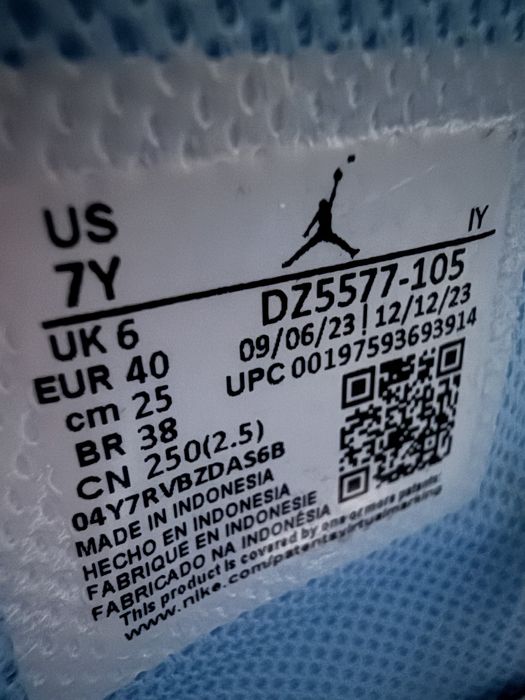 US
7Y
IY
UK 6
EUR 40
cm 25
BR 38
CN 250(2.5)
DZ5577-105
09/06/23 | 12/12/23
UPC 00197593693914
04Y7RVBZDAS6B
MADE IN INDONESIA
HECHO EN INDONESIA
FABRIQUE EN INDONESIE
FABRICADO NA INDONÉSIA
This product is covered by one or more patents:
www.nike.com/patentsvirtualmarking